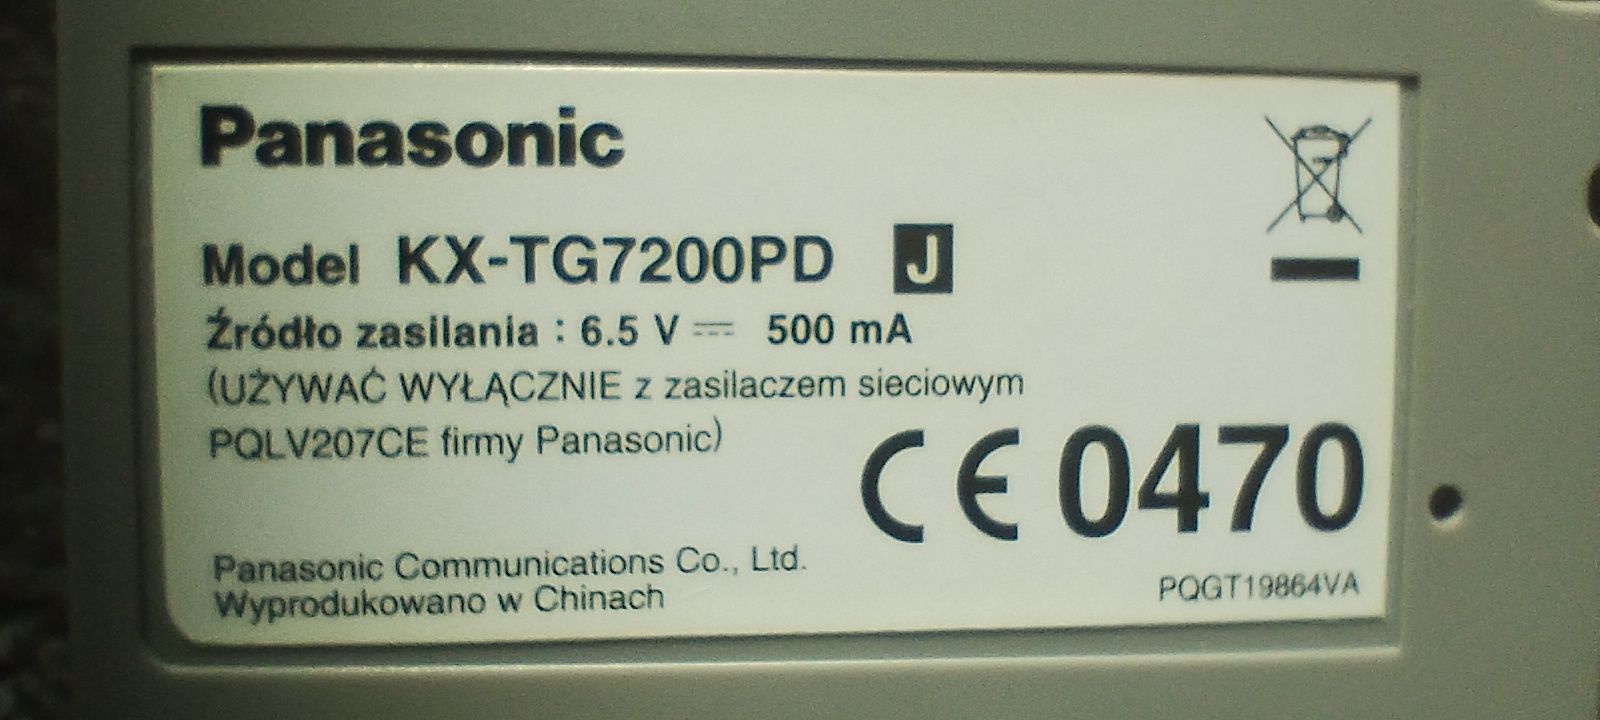 Panasonic
Model KX-TG7200PD J
Źródło zasilania : 6.5 V ⎓ 500 mA
(UŻYWAĆ WYŁĄCZNIE z zasilaczem sieciowym
PQLV207CE firmy Panasonic)
CE 0470
Panasonic Communications Co., Ltd.
Wyprodukowano w Chinach
PQGT19864VA